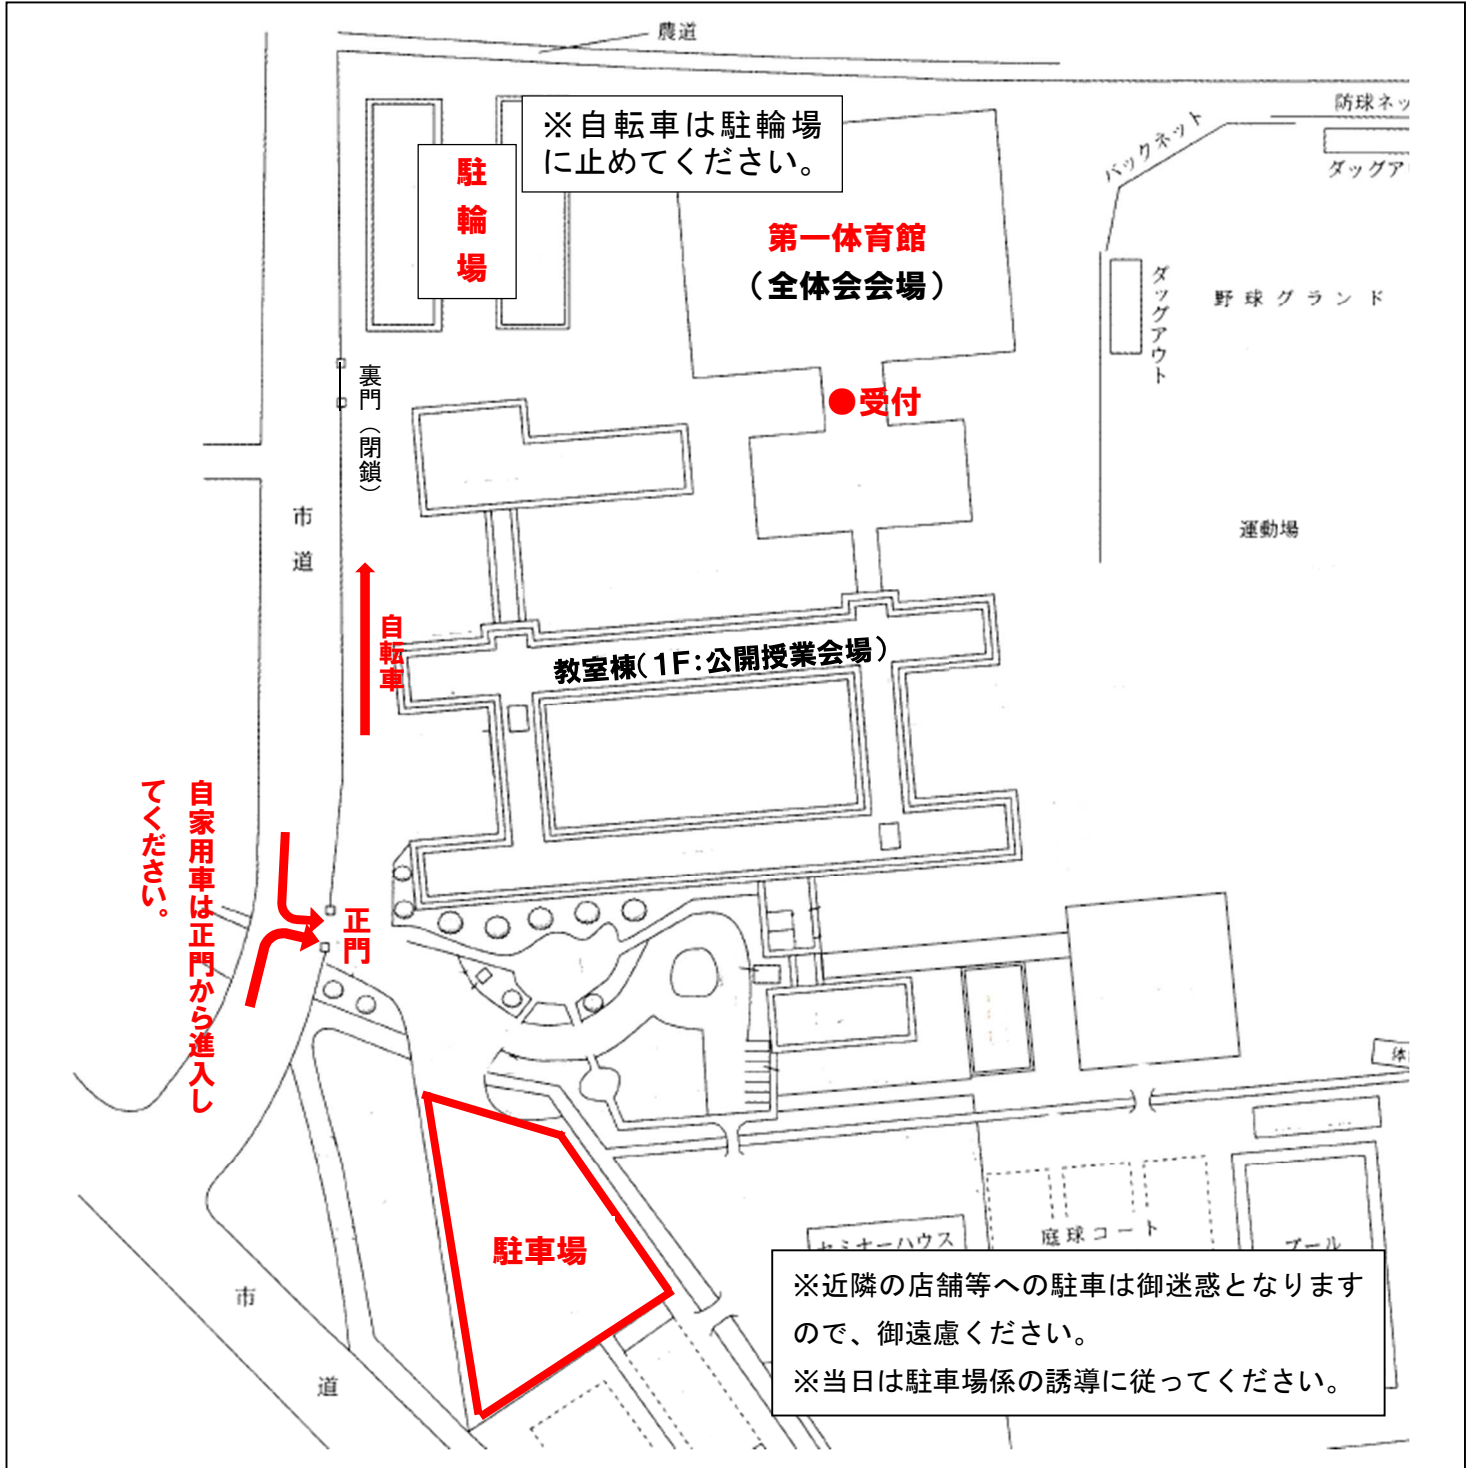 農道
防球ネッ
バックネット
ダッグア
※自転車は駐輪場
に止めてください。
駐輪場
第一体育館
（全体会会場）
ダッグアウト
野球グランド
裏門（閉鎖）
●受付
市道
運動場
自転車
教室棟（１Ｆ：公開授業会場）
自家用車は正門から進入し
てください。
正門
体
駐車場
セミナーハウス
庭球コート
プール
市道
※近隣の店舗等への駐車は御迷惑となります
ので、御遠慮ください。
※当日は駐車場係の誘導に従ってください。